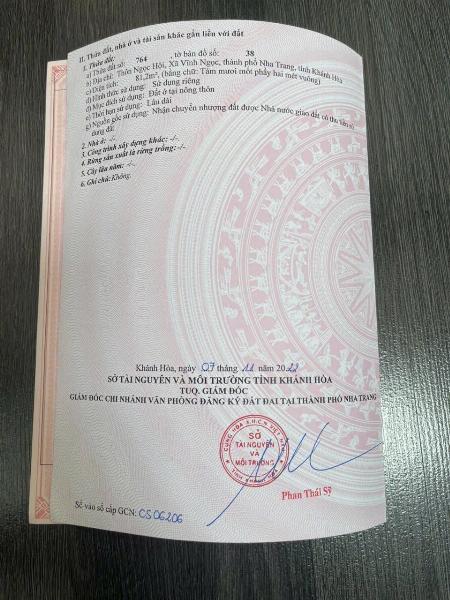 II. Thửa đất, nhà ở và tài sản khác gắn liền với đất
1. Thửa đất:
a) Thửa đất số: 764 , tờ bản đồ số: 38
b) Địa chỉ: Thôn Ngọc Hội, Xã Vĩnh Ngọc, thành phố Nha Trang, tỉnh Khánh Hòa
c) Diện tích: 81,2m², (bằng chữ: Tám mươi mốt phẩy hai mét vuông)
d) Hình thức sử dụng: Sử dụng riêng
đ) Mục đích sử dụng: Đất ở tại nông thôn
e) Thời hạn sử dụng: Lâu dài
g) Nguồn gốc sử dụng: Nhận chuyển nhượng đất được Nhà nước giao đất có thu tiền sử
dụng đất
2. Nhà ở: -/-.
3. Công trình xây dựng khác: -/-.
4. Rừng sản xuất là rừng trồng: -/-.
5. Cây lâu năm: -/-.
6. Ghi chú: Không.
Khánh Hòa, ngày 07 tháng 11 năm 2022
SỞ TÀI NGUYÊN VÀ MÔI TRƯỜNG TỈNH KHÁNH HÒA
TUQ. GIÁM ĐỐC
GIÁM ĐỐC CHI NHÁNH VĂN PHÒNG ĐĂNG KÝ ĐẤT ĐAI TẠI THÀNH PHỐ NHA TRANG
CỘNG HÒA X.H.C.N VIỆT NAM
SỞ
TÀI NGUYÊN
VÀ
MÔI TRƯỜNG
TỈNH KHÁNH HÒA
Phan Thái Sỹ
Số vào sổ cấp GCN: CS06206